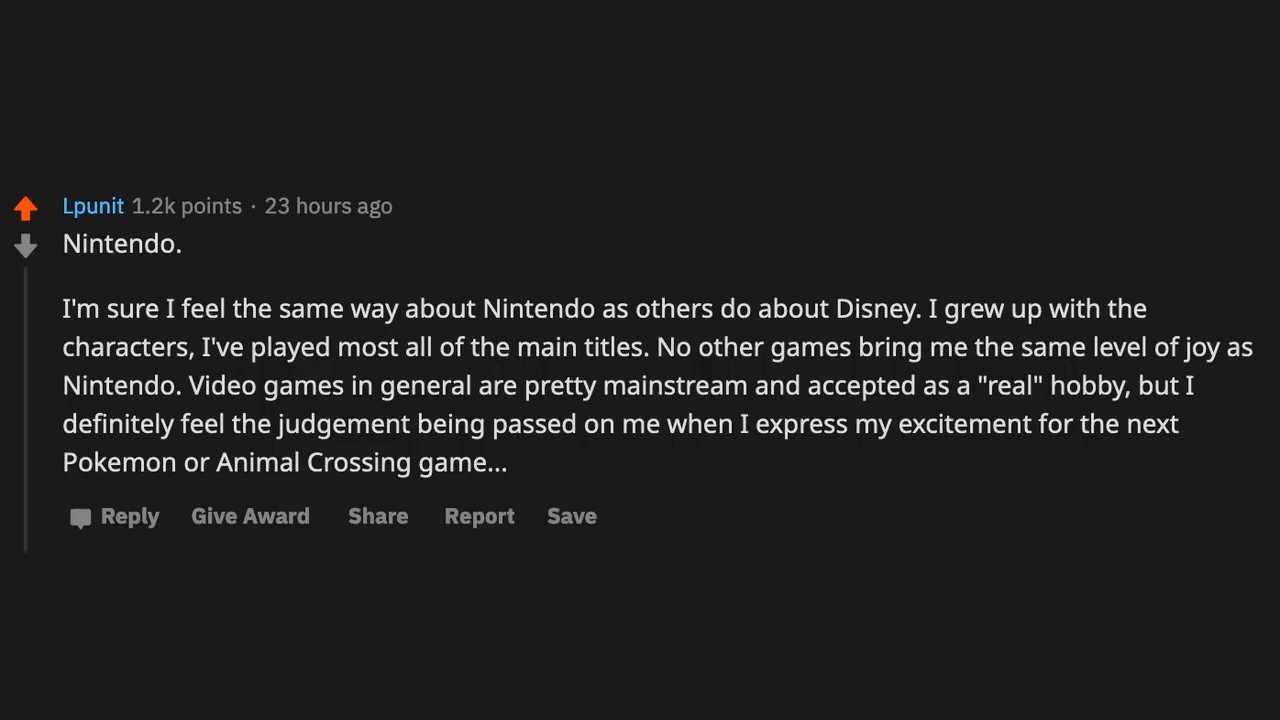 Lpunit 1.2k points · 23 hours ago
Nintendo.
I'm sure I feel the same way about Nintendo as others do about Disney. I grew up with the
characters, I've played most all of the main titles. No other games bring me the same level of joy as
Nintendo. Video games in general are pretty mainstream and accepted as a "real" hobby, but I
definitely feel the judgement being passed on me when I express my excitement for the next
Pokemon or Animal Crossing game...
Reply Give Award Share Report Save